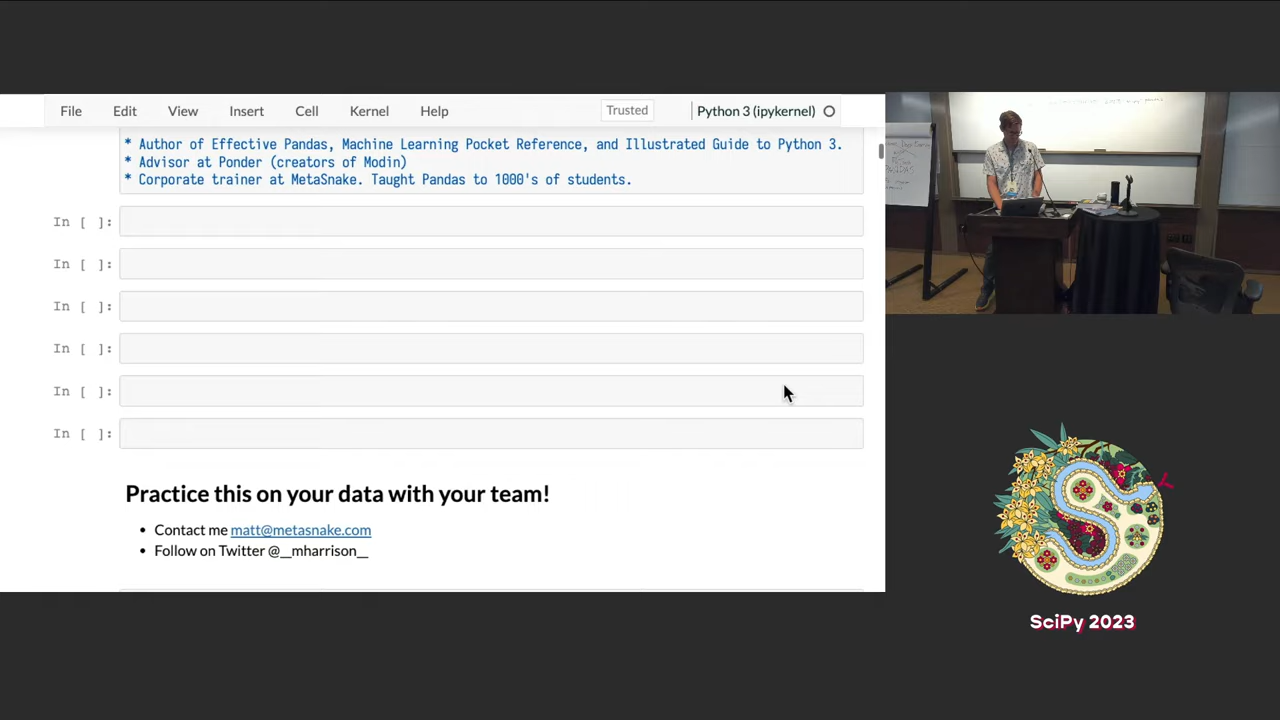 File Edit View Insert Cell Kernel Help Trusted Python 3 (ipykernel)
* Author of Effective Pandas, Machine Learning Pocket Reference, and Illustrated Guide to Python 3.
* Advisor at Ponder (creators of Modin)
* Corporate trainer at MetaSnake. Taught Pandas to 1000's of students.
In [ ]:
In [ ]:
In [ ]:
In [ ]:
In [ ]:
In [ ]:
Practice this on your data with your team!
• Contact me matt@metasnake.com
• Follow on Twitter @__mharrison__
SciPy 2023